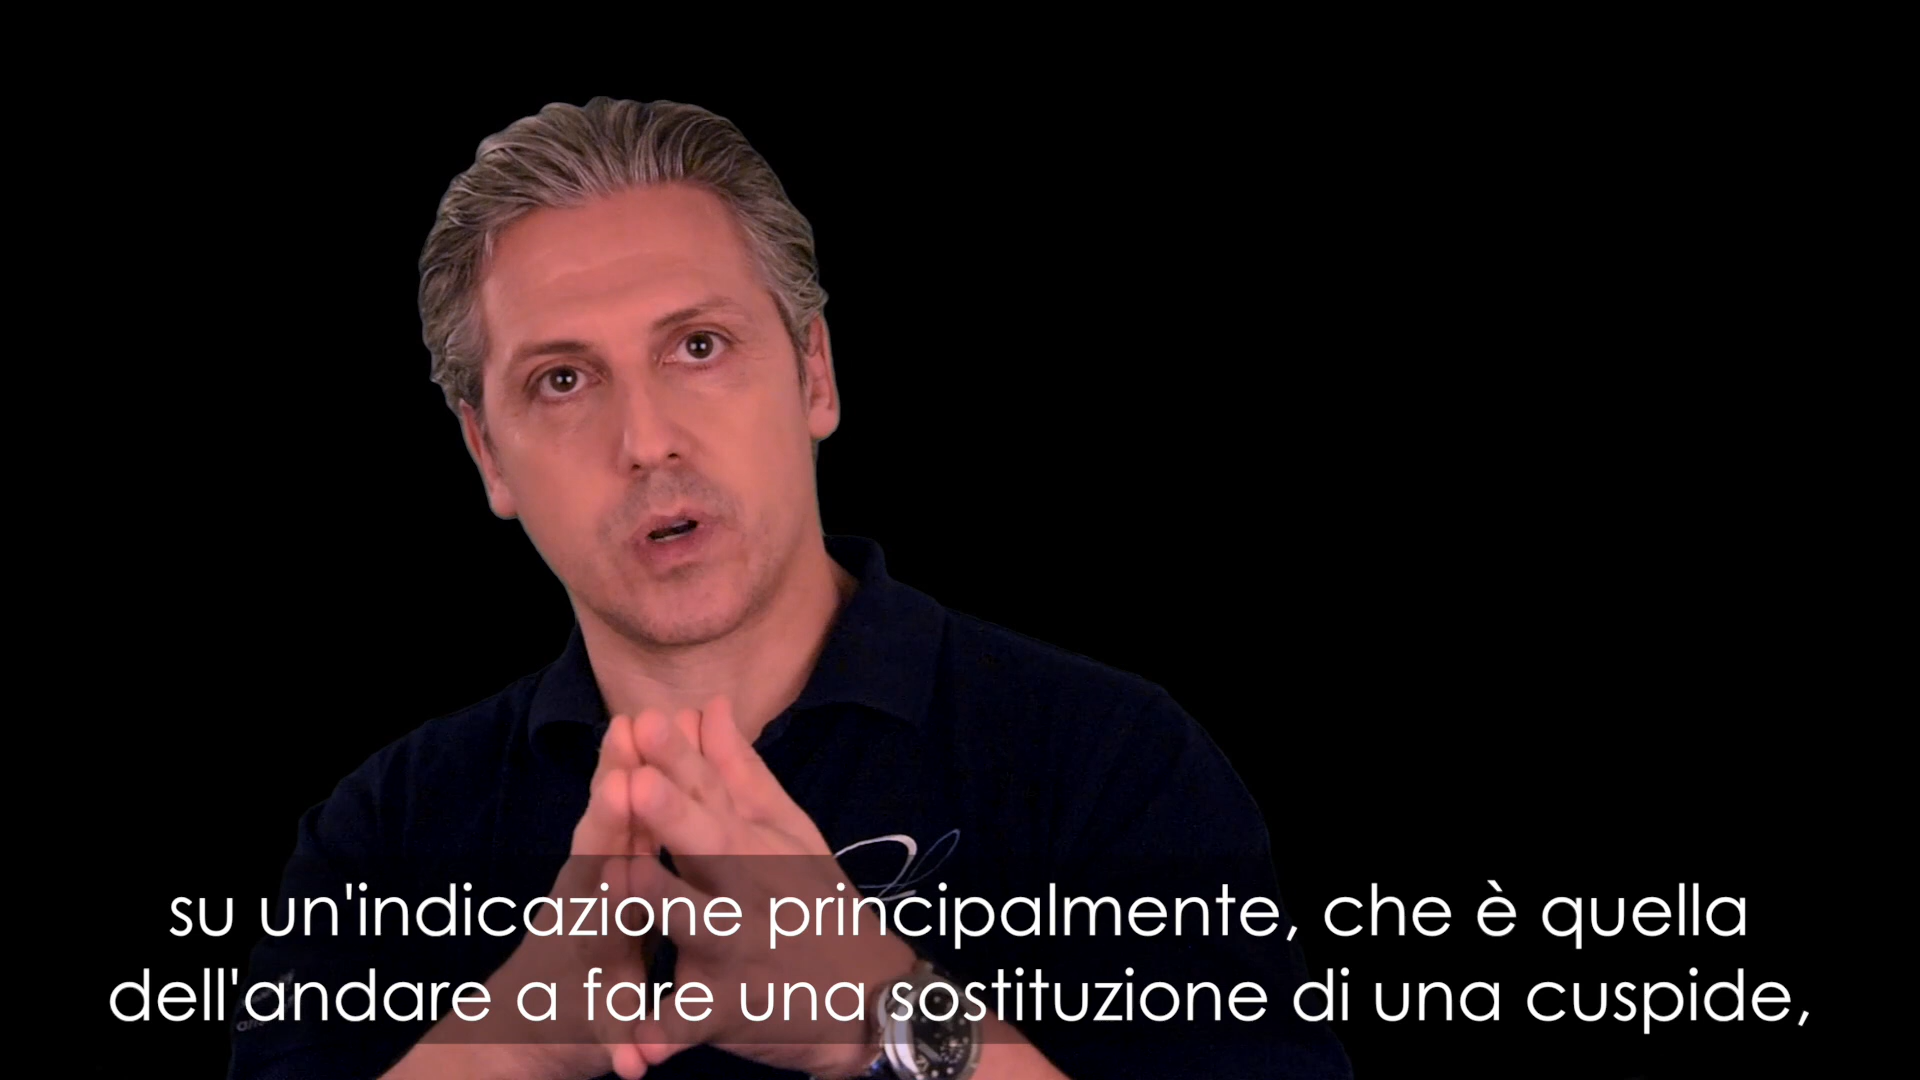 su un'indicazione principalmente, che è quella
dell'andare a fare una sostituzione di una cuspide,